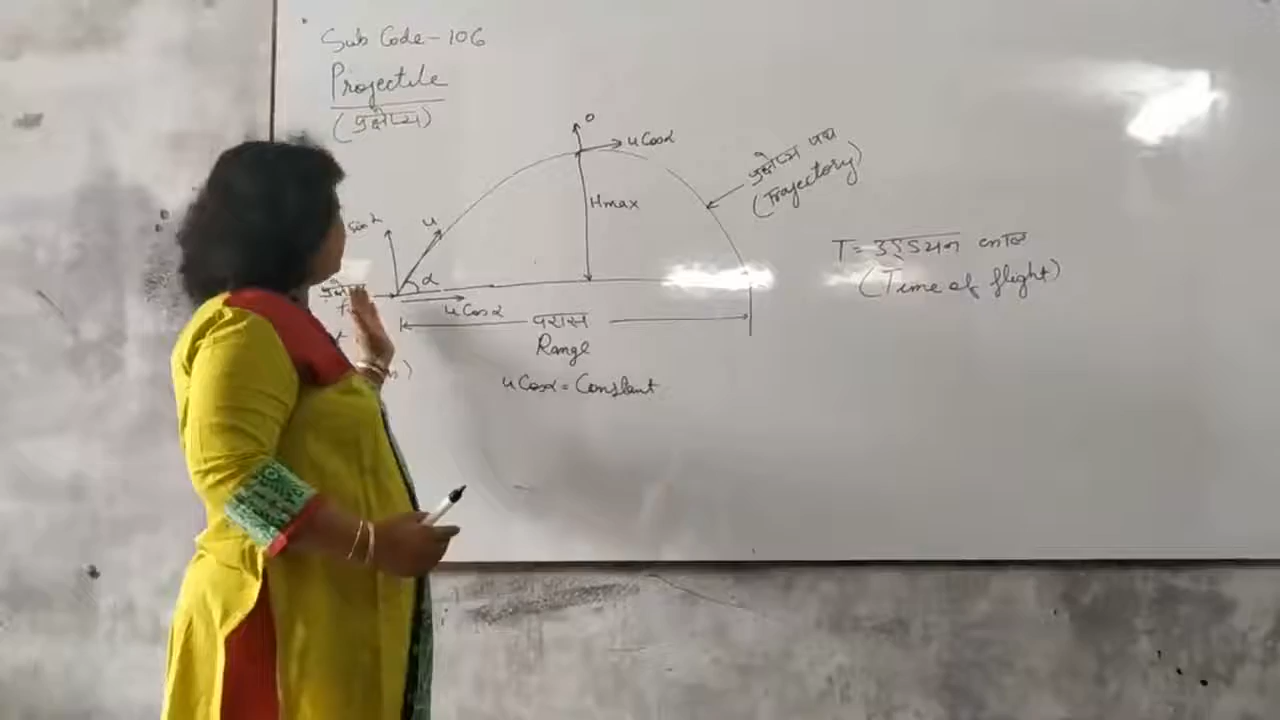 Sub Code-106
Projectile
(प्रक्षेप्य)
0
u Cosα
प्रक्षेप्य पथ
(Trajectory)
u
Hmax
α
T = उड्डयन काल
(Time of flight)
u Cosα
परास
Range
u Cosα = Constant